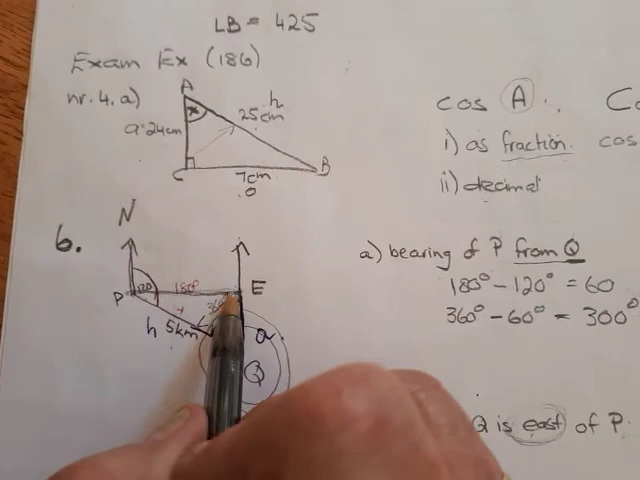 LB = 425
Exam Ex (186)
nr. 4. a)
A
x
h
25cm
a = 24cm
C
7cm
B
o
cos A
i) as fraction. cos
ii) decimal
6.
N
120
180°
P
E
h 5km
Q
a) bearing of P from Q
180° - 120° = 60
360° - 60° = 300°
Q is east of P.